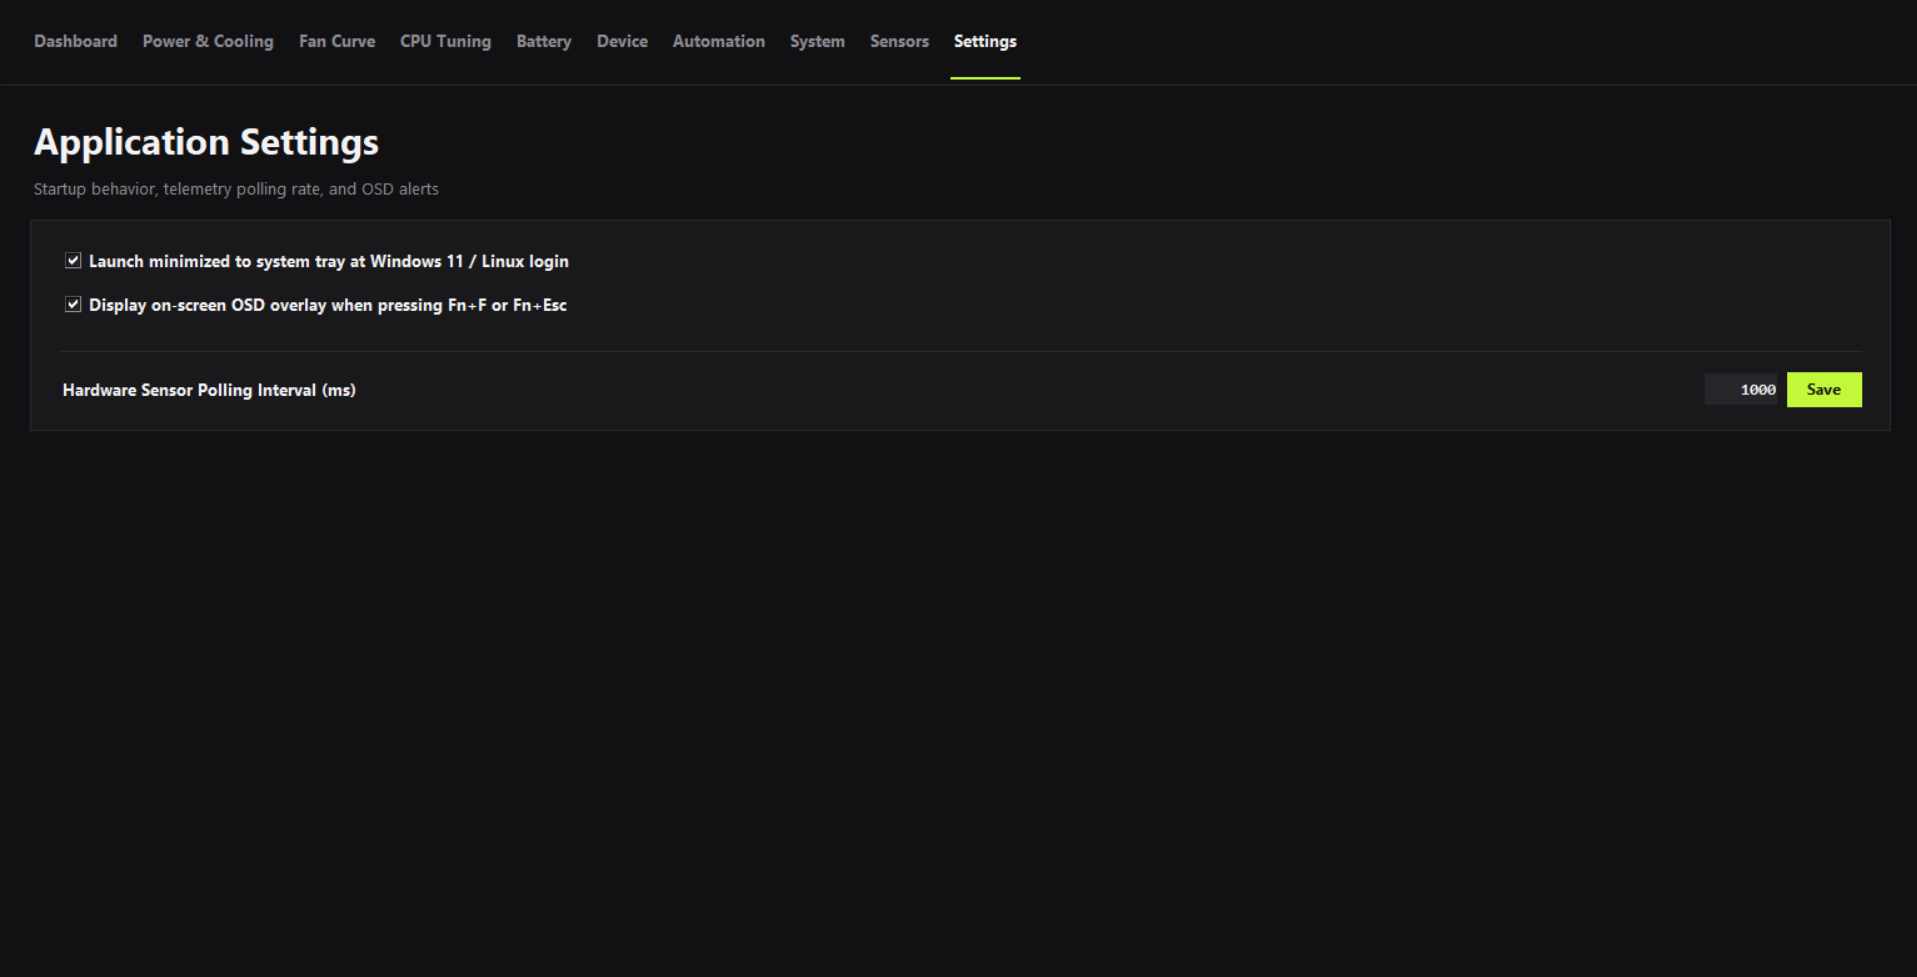 Dashboard Power & Cooling Fan Curve CPU Tuning Battery Device Automation System Sensors Settings
Application Settings
Startup behavior, telemetry polling rate, and OSD alerts
Launch minimized to system tray at Windows 11 / Linux login
Display on-screen OSD overlay when pressing Fn+F or Fn+Esc
Hardware Sensor Polling Interval (ms) 1000 Save